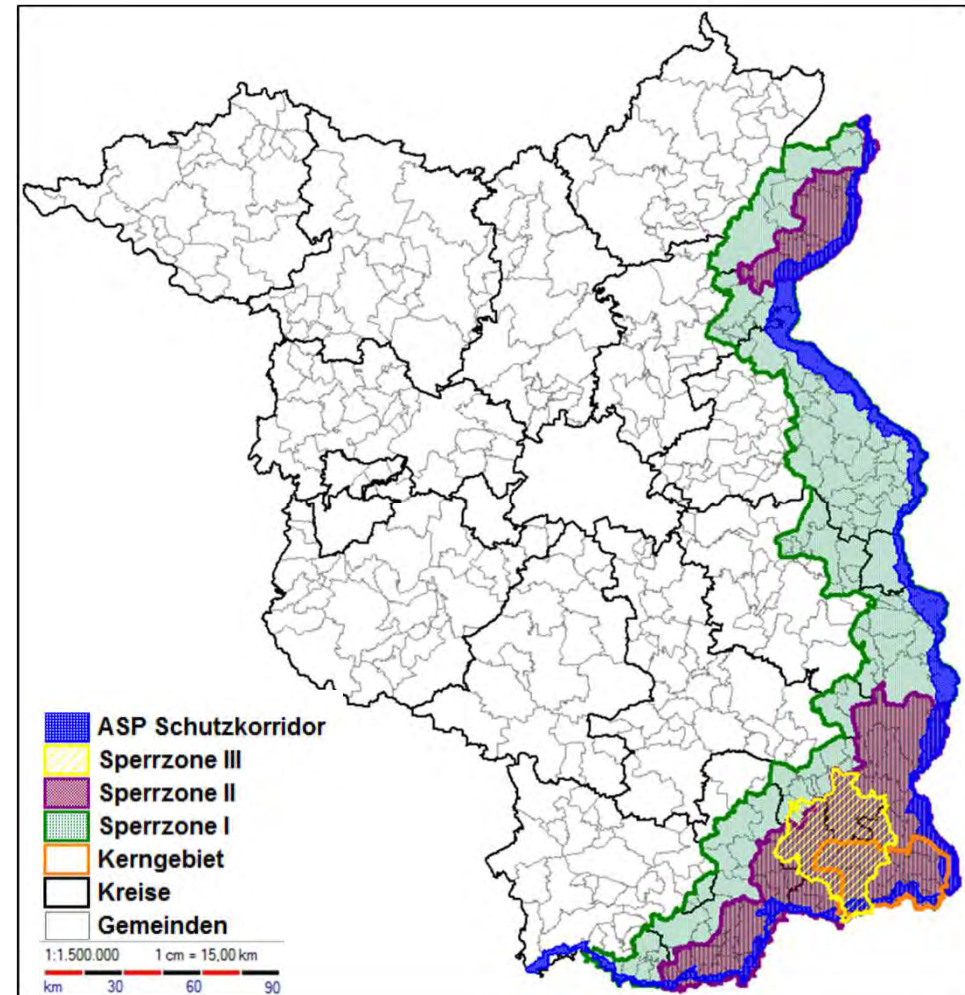 ASP Schutzkorridor
Sperrzone III
Sperrzone II
Sperrzone I
Kerngebiet
Kreise
Gemeinden
1:1.500.000 1 cm = 15,00 km
km 30 60 90